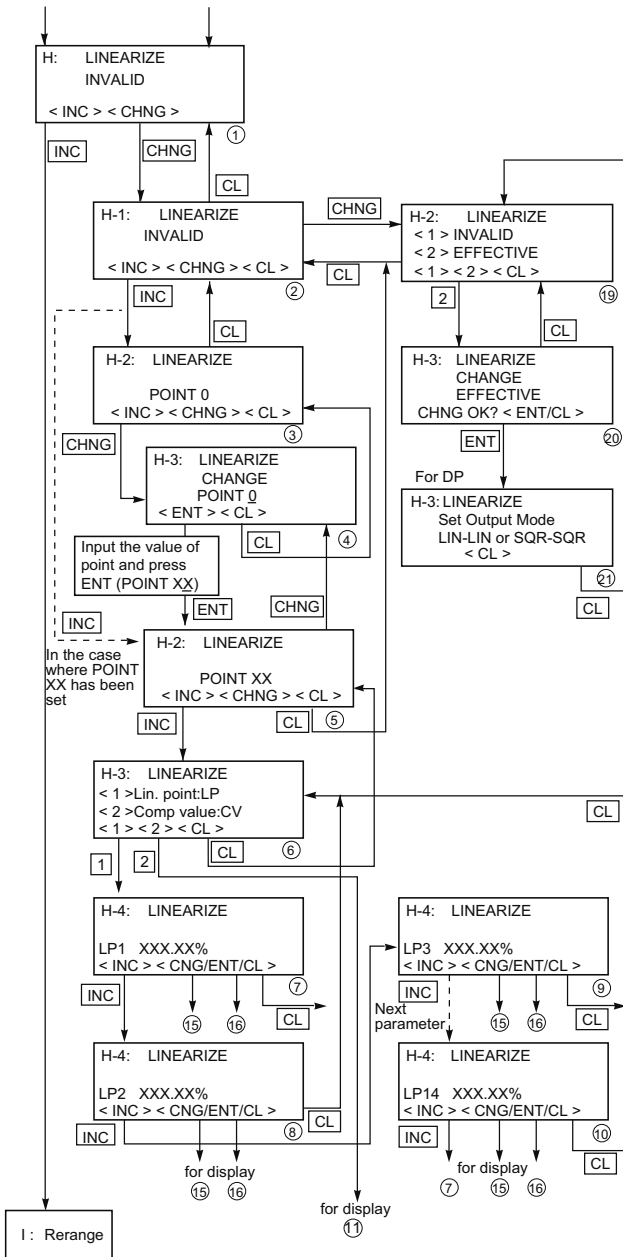 H: LINEARIZE
INVALID
< INC > < CHNG >
①
INC
CHNG
CL
H-1: LINEARIZE
INVALID
< INC > < CHNG > < CL >
②
CHNG
CL
H-2: LINEARIZE
< 1 > INVALID
< 2 > EFFECTIVE
< 1 > < 2 > < CL >
⑲
INC
CL
2
CL
H-2: LINEARIZE
POINT 0
< INC > < CHNG > < CL >
③
H-3: LINEARIZE
CHANGE
EFFECTIVE
CHNG OK? < ENT/CL >
⑳
CHNG
ENT
H-3: LINEARIZE
CHANGE
POINT 0
< ENT > < CL >
④
CL
For DP
H-3: LINEARIZE
Set Output Mode
LIN-LIN or SQR-SQR
< CL >
㉑
CL
Input the value of
point and press
ENT (POINT XX)
ENT
CHNG
INC
In the case
where POINT
XX has been
set
H-2: LINEARIZE
POINT XX
< INC > < CHNG > < CL >
⑤
INC
CL
H-3: LINEARIZE
< 1 >Lin. point:LP
< 2 >Comp value:CV
< 1 > < 2 > < CL >
⑥
CL
CL
1
2
H-4: LINEARIZE
LP1 XXX.XX%
< INC > < CNG/ENT/CL >
⑦
INC
⑮
⑯
CL
H-4: LINEARIZE
LP3 XXX.XX%
< INC > < CNG/ENT/CL >
⑨
INC
Next
parameter
⑮
⑯
CL
H-4: LINEARIZE
LP2 XXX.XX%
< INC > < CNG/ENT/CL >
⑧
CL
INC
for display
⑮
⑯
H-4: LINEARIZE
LP14 XXX.XX%
< INC > < CNG/ENT/CL >
⑩
INC
CL
for display
⑦
⑮
⑯
for display
⑪
I : Rerange